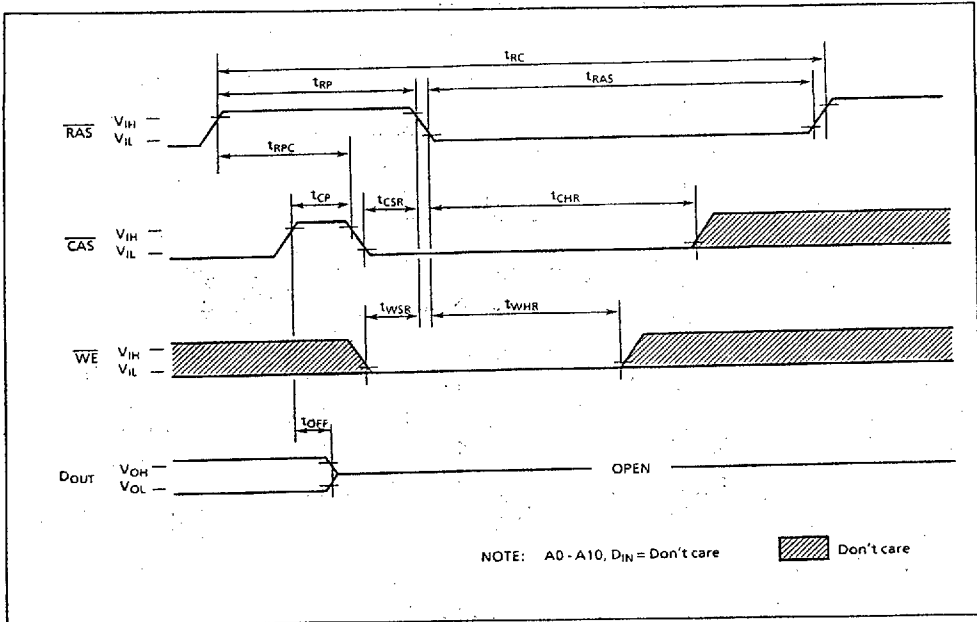 tRC
tRP
tRAS
RAS
VIH
VIL
tRPC
tCP
tCSR
tCHR
CAS
VIH
VIL
tWSR
tWHR
WE
VIH
VIL
tOFF
DOUT
VOH
VOL
OPEN
NOTE: A0 - A10, DIN = Don't care
Don't care